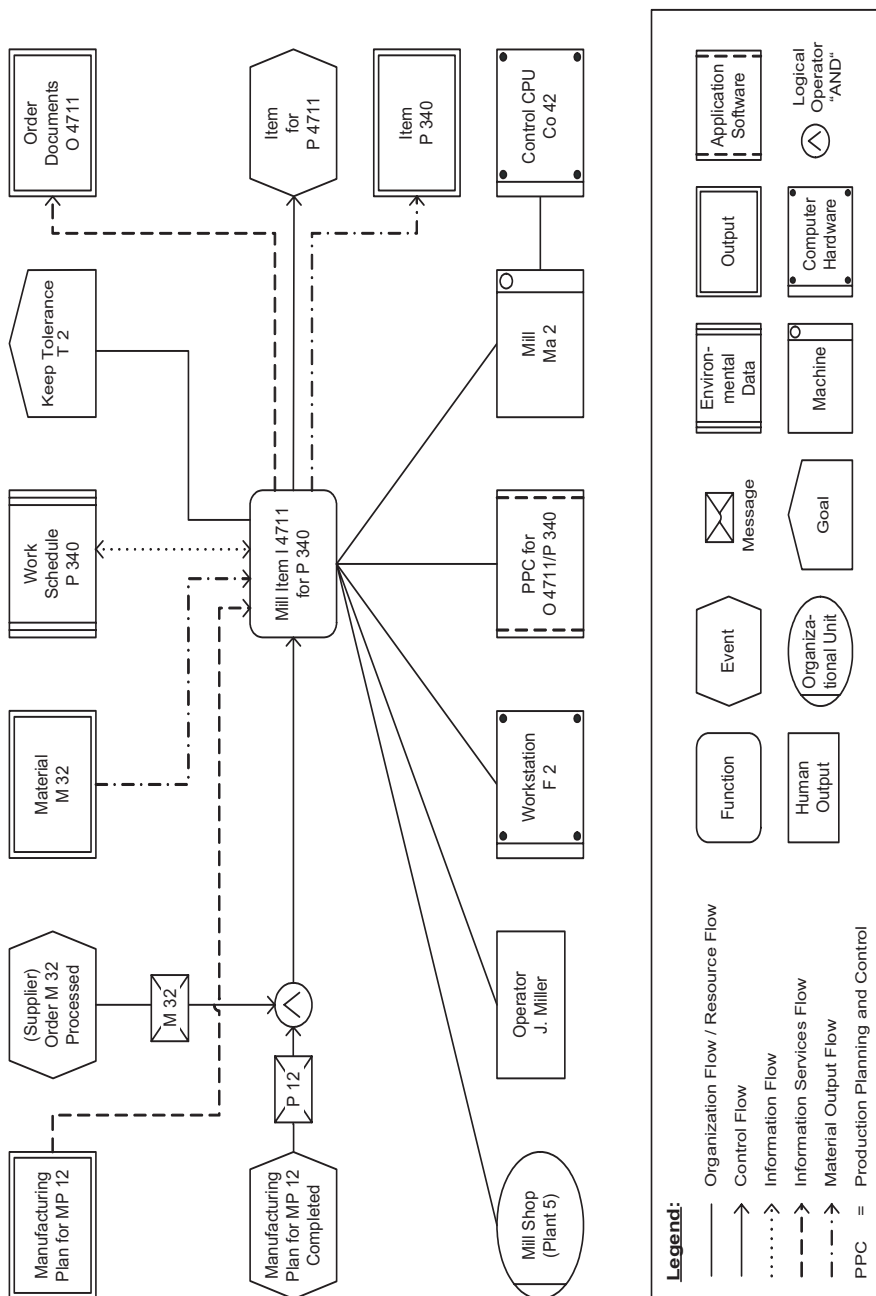 Manufacturing
Plan for MP 12
(Supplier)
Order M 32
Processed
Material
M 32
Work
Schedule
P 340
Keep Tolerance
T 2
Order
Documents
O 4711
M 32
Manufacturing
Plan for MP 12
Completed
P 12
Mill Item I 4711
for P 340
Item
for
P 4711
Item
P 340
Mill Shop
(Plant 5)
Operator
J. Miller
Workstation
F 2
PPC for
O 4711/P 340
Mill
Ma 2
Control CPU
Co 42
Legend:
Organization Flow / Resource Flow
Control Flow
Information Flow
Information Services Flow
Material Output Flow
PPC = Production Planning and Control
Function
Event
Message
Environ-
mental
Data
Output
Application
Software
Human
Output
Organiza-
tional Unit
Goal
Machine
Computer
Hardware
Logical
Operator
"AND"